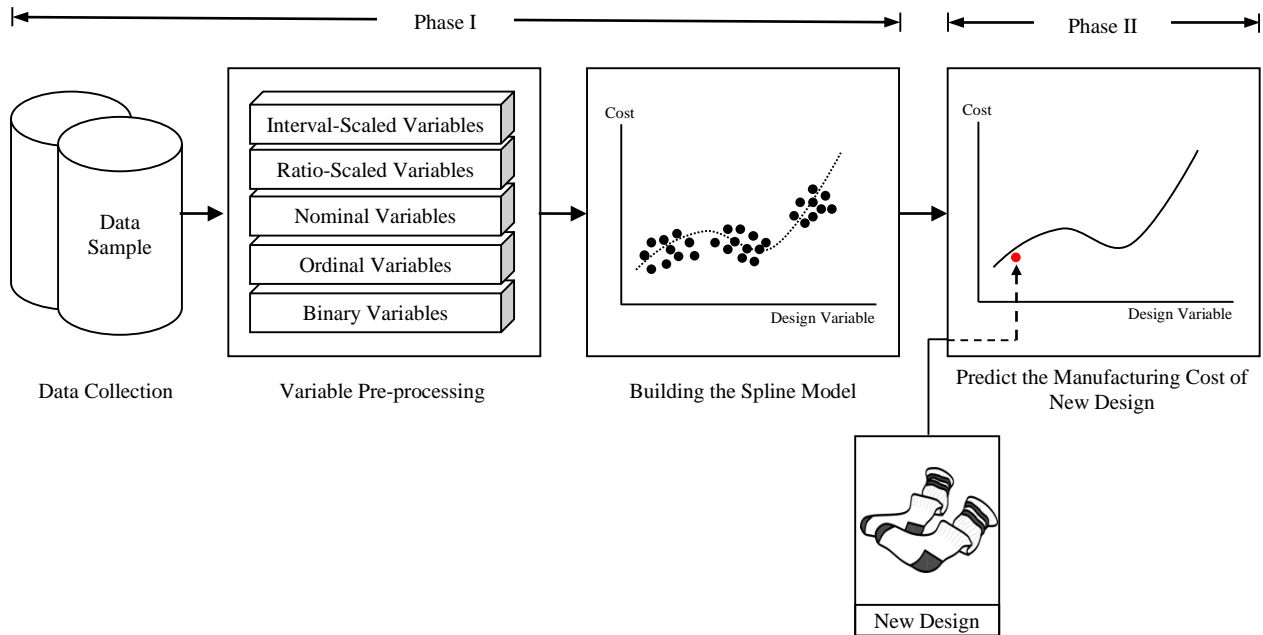 Phase I
Phase II
Data
Sample
Interval-Scaled Variables
Ratio-Scaled Variables
Nominal Variables
Ordinal Variables
Binary Variables
Cost
Design Variable
Cost
Design Variable
Data Collection
Variable Pre-processing
Building the Spline Model
Predict the Manufacturing Cost of
New Design
New Design